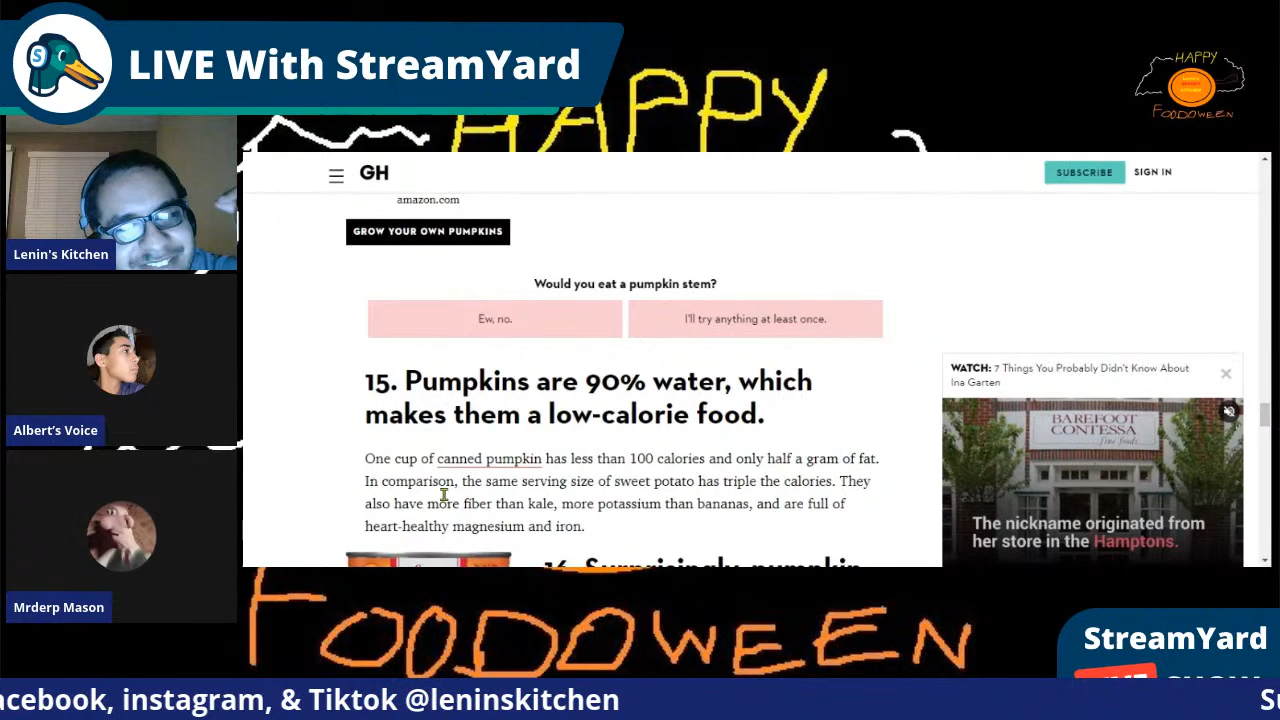 LIVE With StreamYard
HAPPY
HAPPY
FOODOWEEN
GH
SUBSCRIBE
SIGN IN
amazon.com
GROW YOUR OWN PUMPKINS
Would you eat a pumpkin stem?
Ew, no.
I'll try anything at least once.
15. Pumpkins are 90% water, which
makes them a low-calorie food.
One cup of canned pumpkin has less than 100 calories and only half a gram of fat.
In comparison, the same serving size of sweet potato has triple the calories. They
also have more fiber than kale, more potassium than bananas, and are full of
heart-healthy magnesium and iron.
WATCH: 7 Things You Probably Didn't Know About
Ina Garten
BAREFOOT
CONTESSA
fine foods
The nickname originated from
her store in the Hamptons.
Lenin's Kitchen
Albert's Voice
Mrderp Mason
FOODOWEEN
StreamYard
acebook, instagram, & Tiktok @leninskitchen